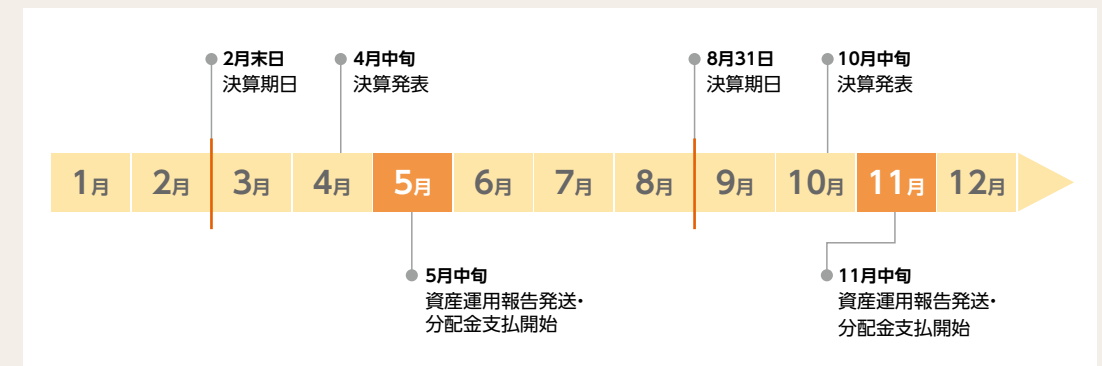 2月末日
決算期日
4月中旬
決算発表
8月31日
決算期日
10月中旬
決算発表
1月 2月 3月 4月 5月 6月 7月 8月 9月 10月 11月 12月
5月中旬
資産運用報告発送・
分配金支払開始
11月中旬
資産運用報告発送・
分配金支払開始